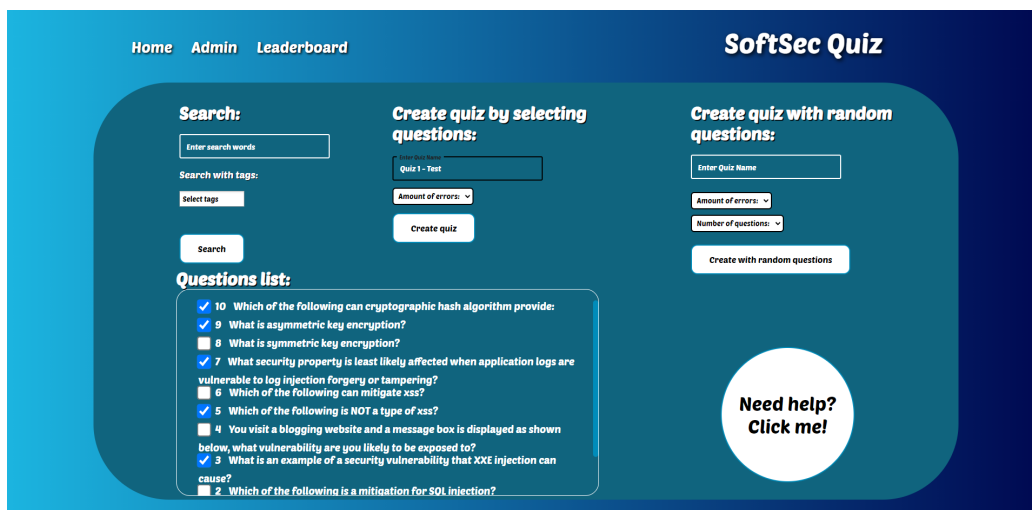 Home Admin Leaderboard
SoftSec Quiz
Search:
Enter search words
Search with tags:
Select tags
Search
Create quiz by selecting
questions:
Enter Quiz Name
Quiz 1 - Test
Amount of errors:
Create quiz
Create quiz with random
questions:
Enter Quiz Name
Amount of errors:
Number of questions:
Create with random questions
Questions list:
10 Which of the following can cryptographic hash algorithm provide:
9 What is asymmetric key encryption?
8 What is symmetric key encryption?
7 What security property is least likely affected when application logs are
vulnerable to log injection forgery or tampering?
6 Which of the following can mitigate xss?
5 Which of the following is NOT a type of xss?
4 You visit a blogging website and a message box is displayed as shown
below, what vulnerability are you likely to be exposed to?
3 What is an example of a security vulnerability that XXE injection can
cause?
2 Which of the following is a mitigation for SQL injection?
Need help?
Click me!